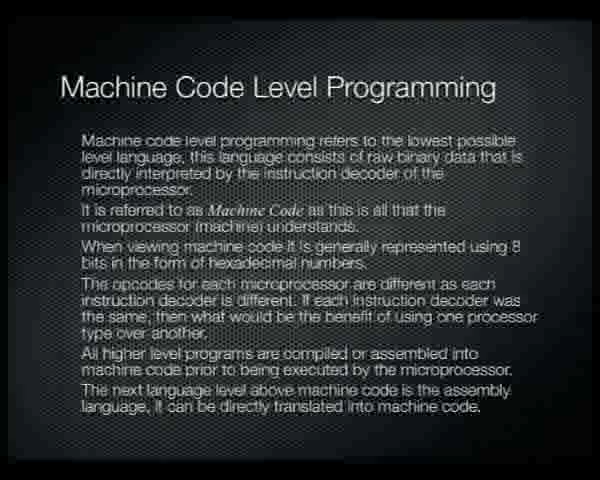 Machine Code Level Programming
Machine code level programming refers to the lowest possible
level language, this language consists of raw binary data that is
directly interpreted by the instruction decoder of the
microprocessor.
It is referred to as Machine Code as this is all that the
microprocessor (machine) understands.
When viewing machine code it is generally represented using 8
bits in the form of hexadecimal numbers.
The opcodes for each microprocessor are different as each
instruction decoder is different. If each instruction decoder was
the same, then what would be the benefit of using one processor
type over another.
All higher level programs are compiled or assembled into
machine code prior to being executed by the microprocessor.
The next language level above machine code is the assembly
language, it can be directly translated into machine code.